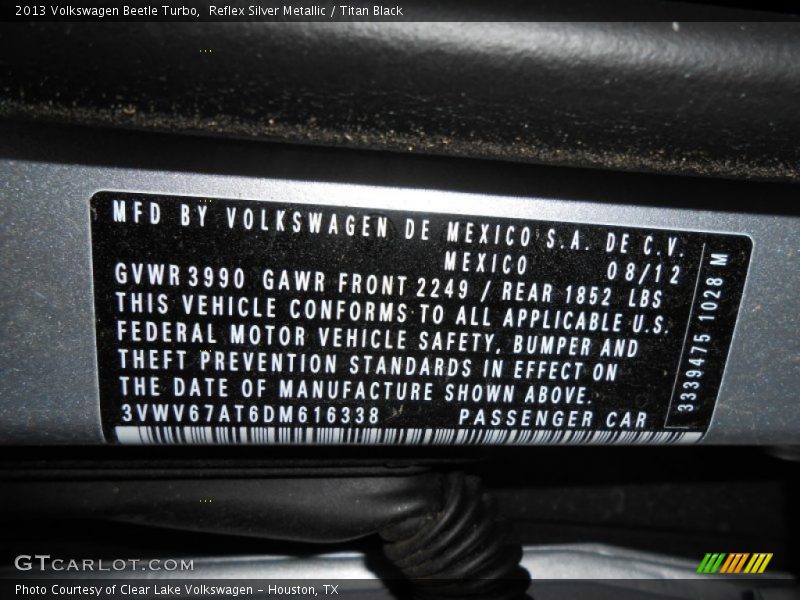 2013 Volkswagen Beetle Turbo, Reflex Silver Metallic / Titan Black
MFD BY VOLKSWAGEN DE MEXICO S.A. DE C.V.
MEXICO 08/12
GVWR 3990 GAWR FRONT 2249 / REAR 1852 LBS
THIS VEHICLE CONFORMS TO ALL APPLICABLE U.S.
FEDERAL MOTOR VEHICLE SAFETY, BUMPER AND
THEFT PREVENTION STANDARDS IN EFFECT ON
THE DATE OF MANUFACTURE SHOWN ABOVE.
3VWV67AT6DM616338 PASSENGER CAR
3339475 1028 M
GTCARLOT.COM
Photo Courtesy of Clear Lake Volkswagen - Houston, TX